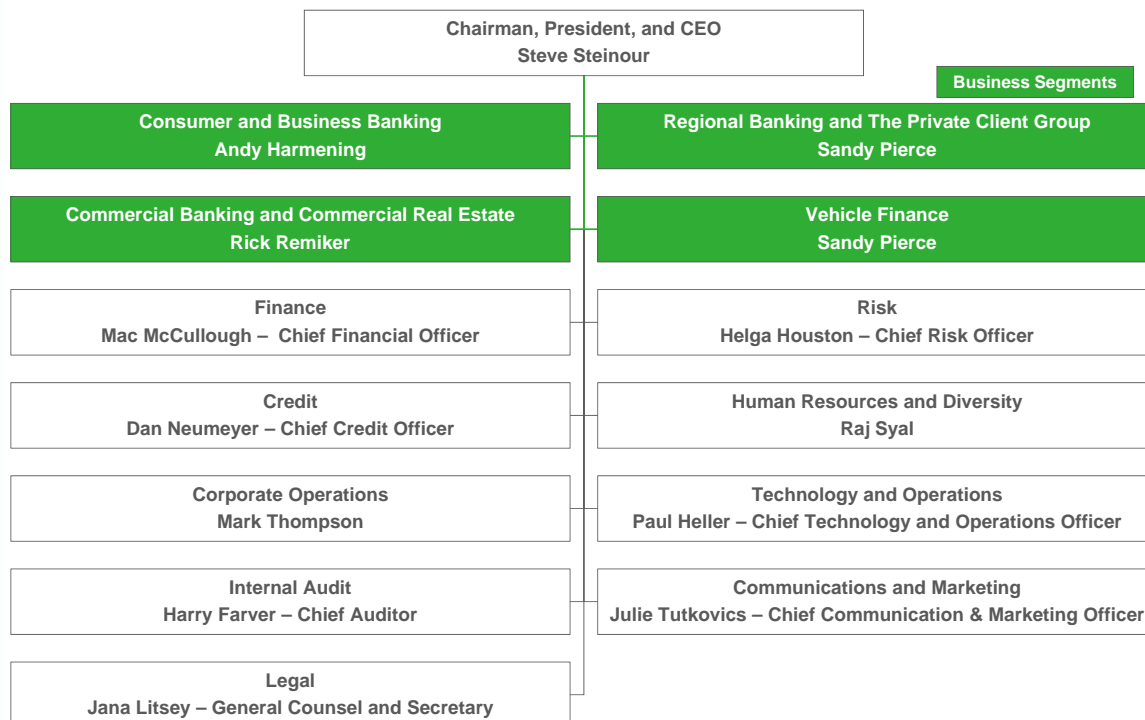 Chairman, President, and CEO
Steve Steinour
Business Segments
Consumer and Business Banking
Andy Harmening
Regional Banking and The Private Client Group
Sandy Pierce
Commercial Banking and Commercial Real Estate
Rick Remiker
Vehicle Finance
Sandy Pierce
Finance
Mac McCullough – Chief Financial Officer
Risk
Helga Houston – Chief Risk Officer
Credit
Dan Neumeyer – Chief Credit Officer
Human Resources and Diversity
Raj Syal
Corporate Operations
Mark Thompson
Technology and Operations
Paul Heller – Chief Technology and Operations Officer
Internal Audit
Harry Farver – Chief Auditor
Communications and Marketing
Julie Tutkovics – Chief Communication & Marketing Officer
Legal
Jana Litsey – General Counsel and Secretary